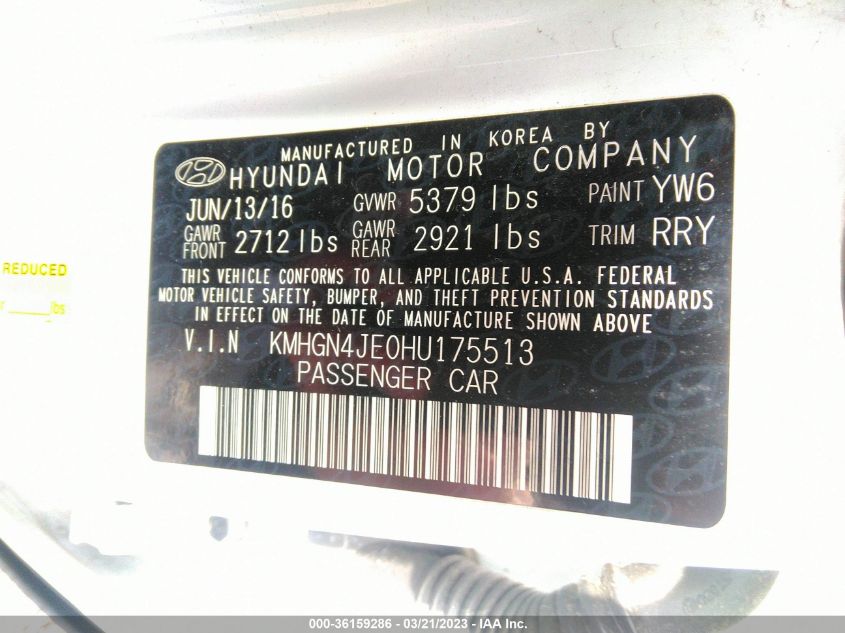 MANUFACTURED IN KOREA BY
HYUNDAI MOTOR COMPANY
JUN/13/16 GVWR 5379 lbs PAINT YW6
GAWR FRONT 2712 lbs GAWR REAR 2921 lbs TRIM RRY
THIS VEHICLE CONFORMS TO ALL APPLICABLE U.S.A. FEDERAL
MOTOR VEHICLE SAFETY, BUMPER, AND THEFT PREVENTION STANDARDS
IN EFFECT ON THE DATE OF MANUFACTURE SHOWN ABOVE
V.I.N KMHGN4JE0HU175513
PASSENGER CAR
REDUCED
lbs
000-36159286 - 03/21/2023 - IAA Inc.